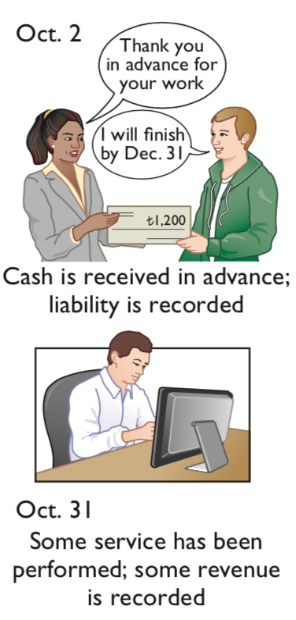 Oct. 2
Thank you
in advance for
your work
I will finish
by Dec. 31
₺1,200
Cash is received in advance;
liability is recorded
Oct. 31
Some service has been
performed; some revenue
is recorded